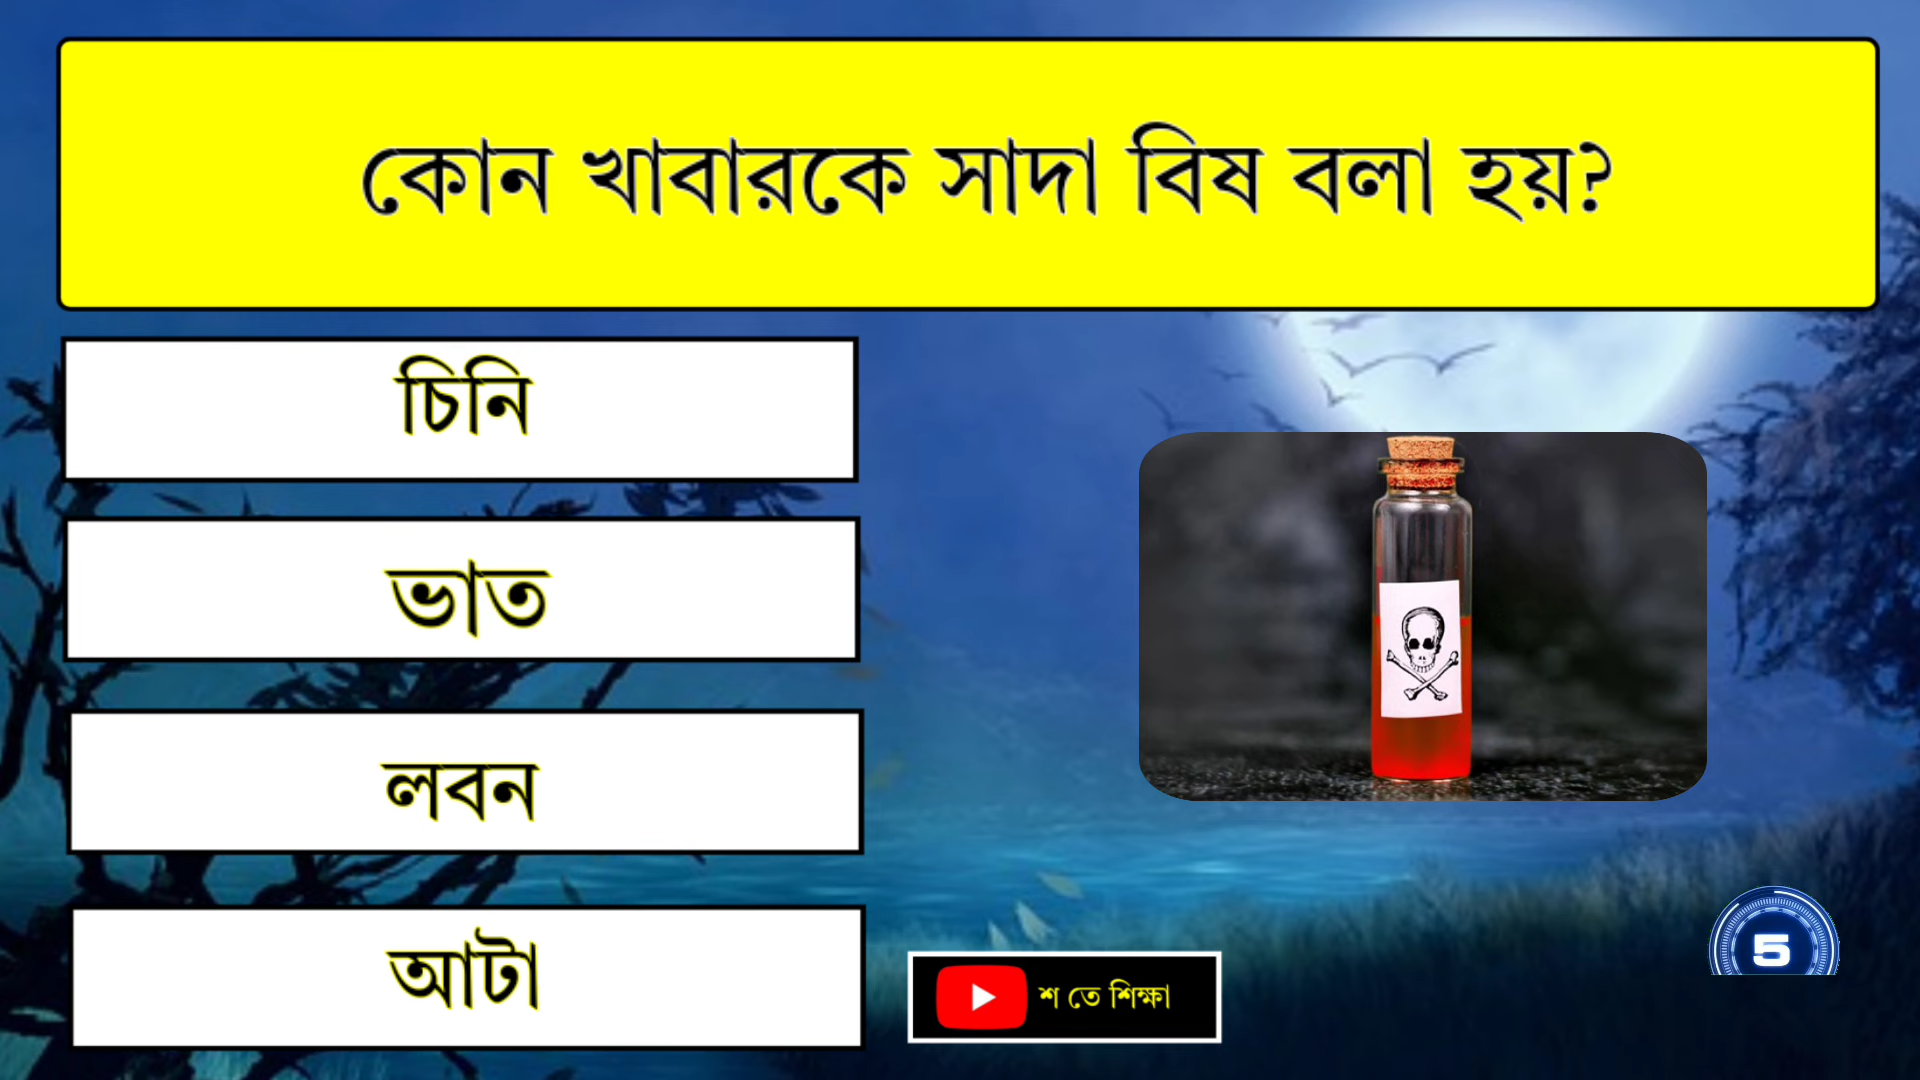 কোন খাবারকে সাদা বিষ বলা হয়?
চিনি
ভাত
লবন
আটা
শ তে শিক্ষা
5